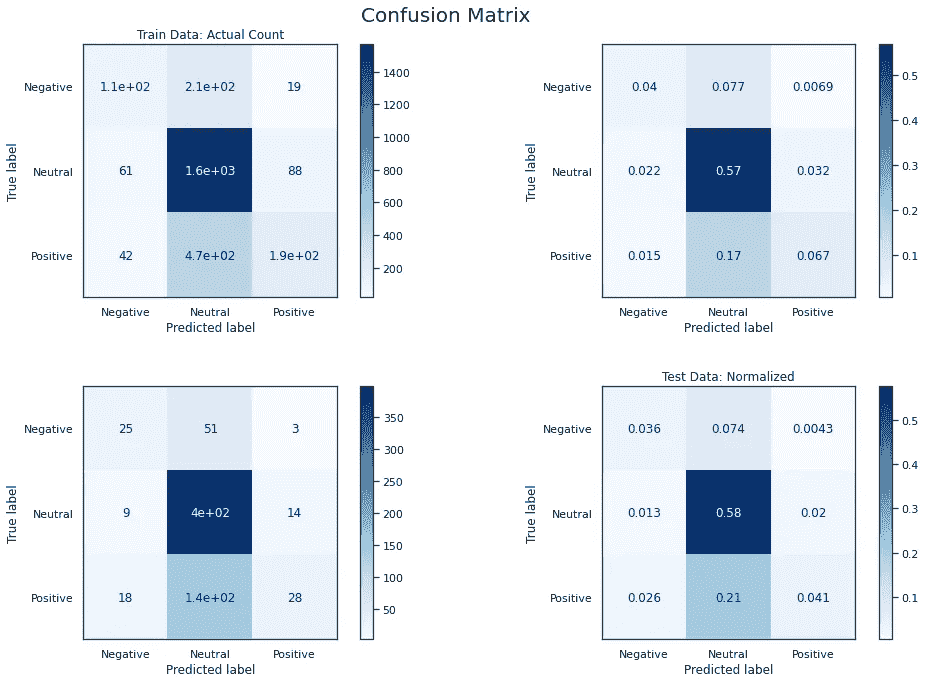 Confusion Matrix
Train Data: Actual Count
True label
Negative 1.1e+02 2.1e+02 19
Neutral 61 1.6e+03 88
Positive 42 4.7e+02 1.9e+02
Negative Neutral Positive
Predicted label
1400
1200
1000
800
600
400
200
True label
Negative 0.04 0.077 0.0069
Neutral 0.022 0.57 0.032
Positive 0.015 0.17 0.067
Negative Neutral Positive
Predicted label
0.5
0.4
0.3
0.2
0.1
True label
Negative 25 51 3
Neutral 9 4e+02 14
Positive 18 1.4e+02 28
Negative Neutral Positive
Predicted label
350
300
250
200
150
100
50
Test Data: Normalized
True label
Negative 0.036 0.074 0.0043
Neutral 0.013 0.58 0.02
Positive 0.026 0.21 0.041
Negative Neutral Positive
Predicted label
0.5
0.4
0.3
0.2
0.1